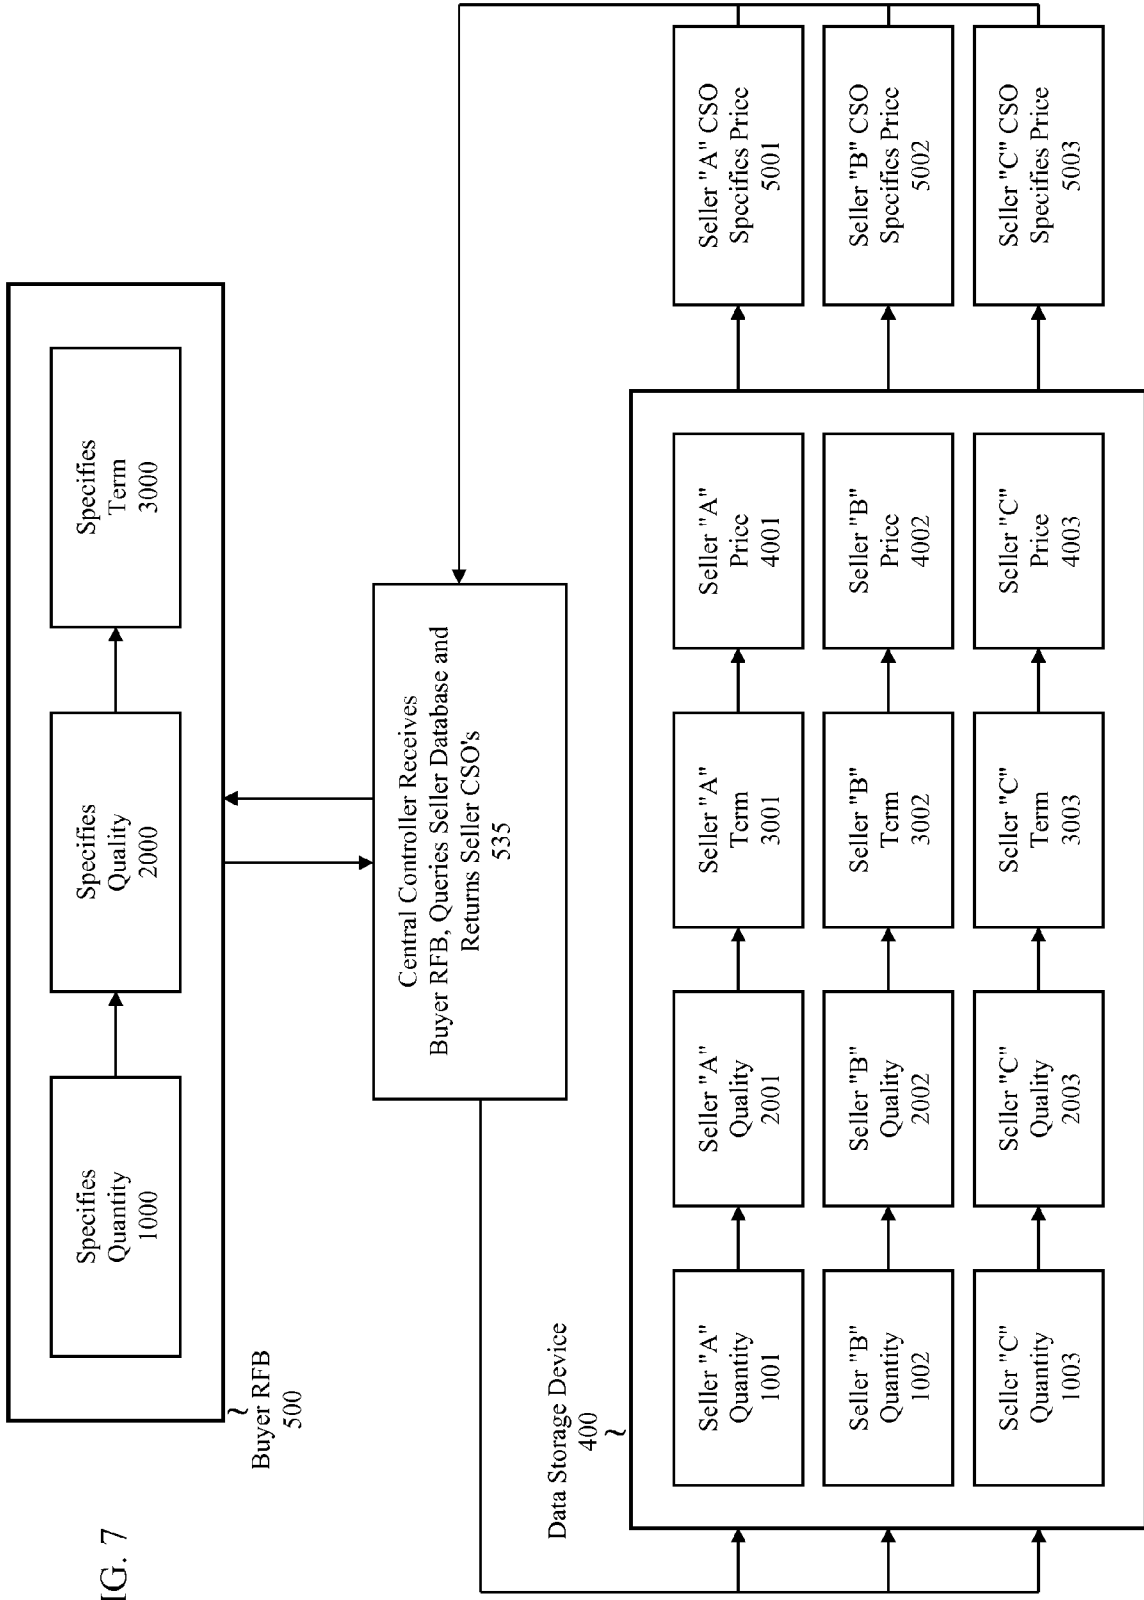 [G. 7
Buyer RFB
500
Specifies
Quantity
1000
Specifies
Quality
2000
Specifies
Term
3000
Central Controller Receives
Buyer RFB, Queries Seller Database and
Returns Seller CSO's
535
Data Storage Device
400
Seller "A"
Quantity
1001
Seller "A"
Quality
2001
Seller "A"
Term
3001
Seller "A"
Price
4001
Seller "A" CSO
Specifies Price
5001
Seller "B"
Quantity
1002
Seller "B"
Quality
2002
Seller "B"
Term
3002
Seller "B"
Price
4002
Seller "B" CSO
Specifies Price
5002
Seller "C"
Quantity
1003
Seller "C"
Quality
2003
Seller "C"
Term
3003
Seller "C"
Price
4003
Seller "C" CSO
Specifies Price
5003